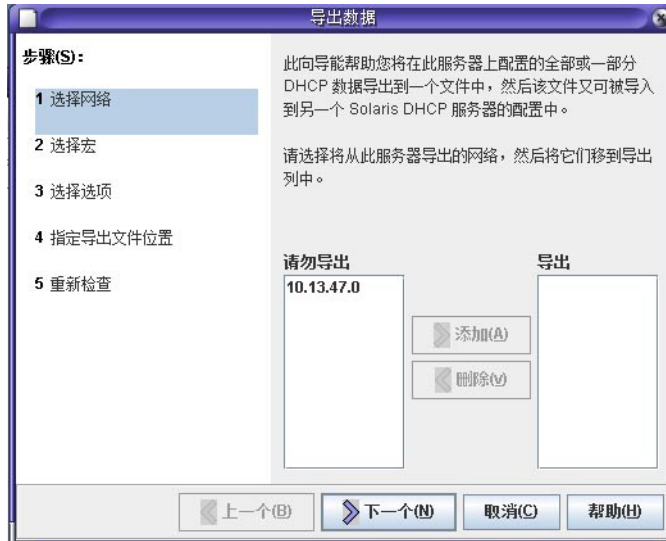 导出数据
步骤(S):
1 选择网络
2 选择宏
3 选择选项
4 指定导出文件位置
5 重新检查
此向导能帮助您将在此服务器上配置的全部或一部分
DHCP 数据导出到一个文件中，然后该文件又可被导入
到另一个 Solaris DHCP 服务器的配置中。
请选择将从此服务器导出的网络，然后将它们移到导出
列中。
请勿导出
导出
10.13.47.0
添加(A)
删除(V)
上一个(B)
下一个(N)
取消(C)
帮助(H)